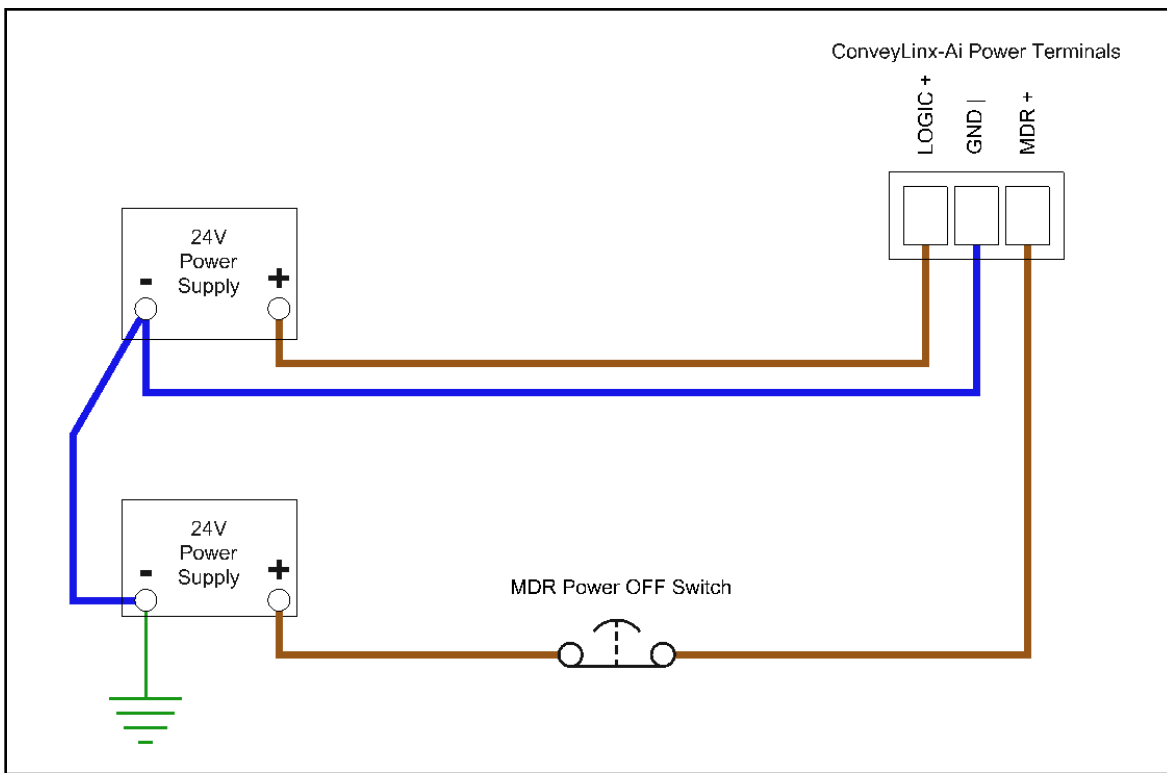 ConveyLinx-Ai Power Terminals
LOGIC +
GND |
MDR +
24V
Power
Supply
- +
24V
Power
Supply
- +
MDR Power OFF Switch